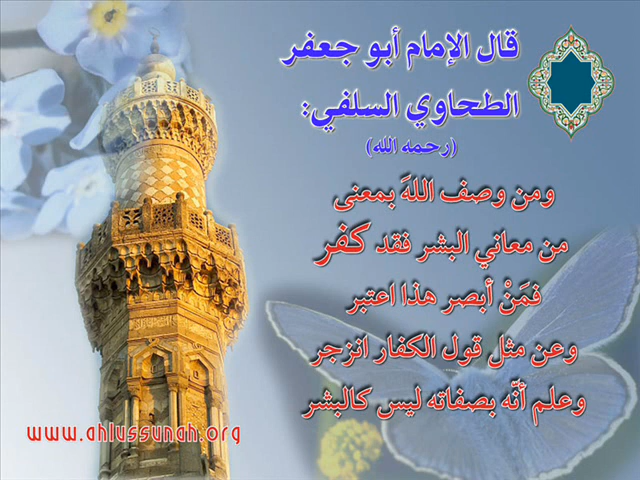 قال الإمام أبو جعفر
الطحاوي السلفي:
(رحمه الله)
ومن وصف اللهَ بمعنى
من معاني البشر فقد كفر
فمَنْ أبصر هذا اعتبر
وعن مثل قول الكفار انزجر
وعلم أنّه بصفاته ليس كالبشر
www.ahlussunah.org